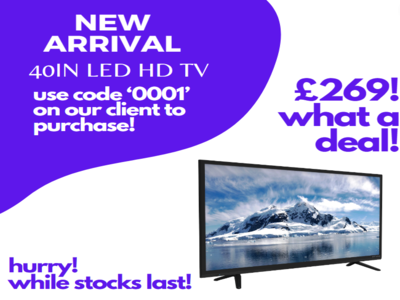 NEW
ARRIVAL
40IN LED HD TV
use code ‘0001’
on our client to
purchase!
£269!
what a
deal!
hurry!
while stocks last!